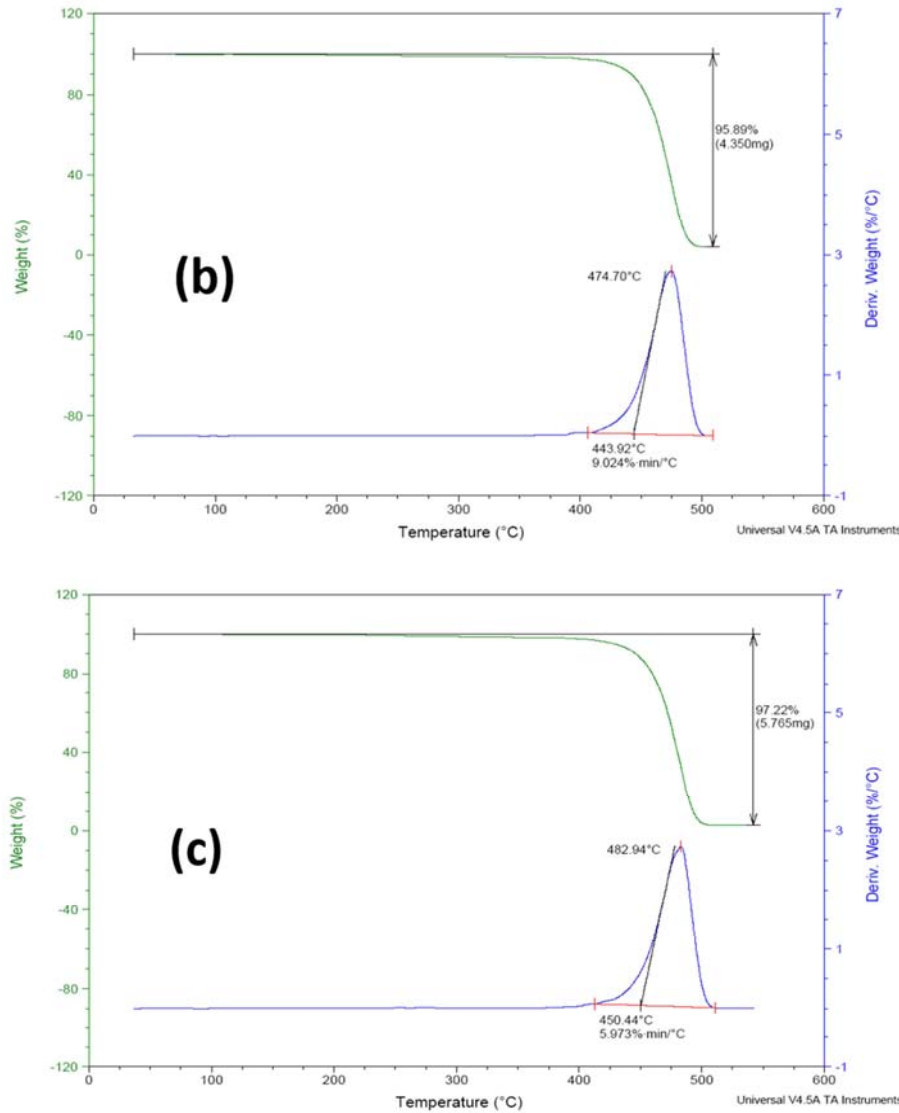 120
80
40
0
-40
-80
-120
Weight (%)
7
5
3
1
-1
Deriv. Weight (%/°C)
95.89%
(4.350mg)
(b)
474.70°C
443.92°C
9.024%·min/°C
0
100
200
300
400
500
600
Temperature (°C)
Universal V4.5A TA Instruments
120
80
40
0
-40
-80
-120
Weight (%)
7
5
3
1
-1
Deriv. Weight (%/°C)
97.22%
(5.765mg)
(c)
482.94°C
450.44°C
5.973%·min/°C
0
100
200
300
400
500
600
Temperature (°C)
Universal V4.5A TA Instruments